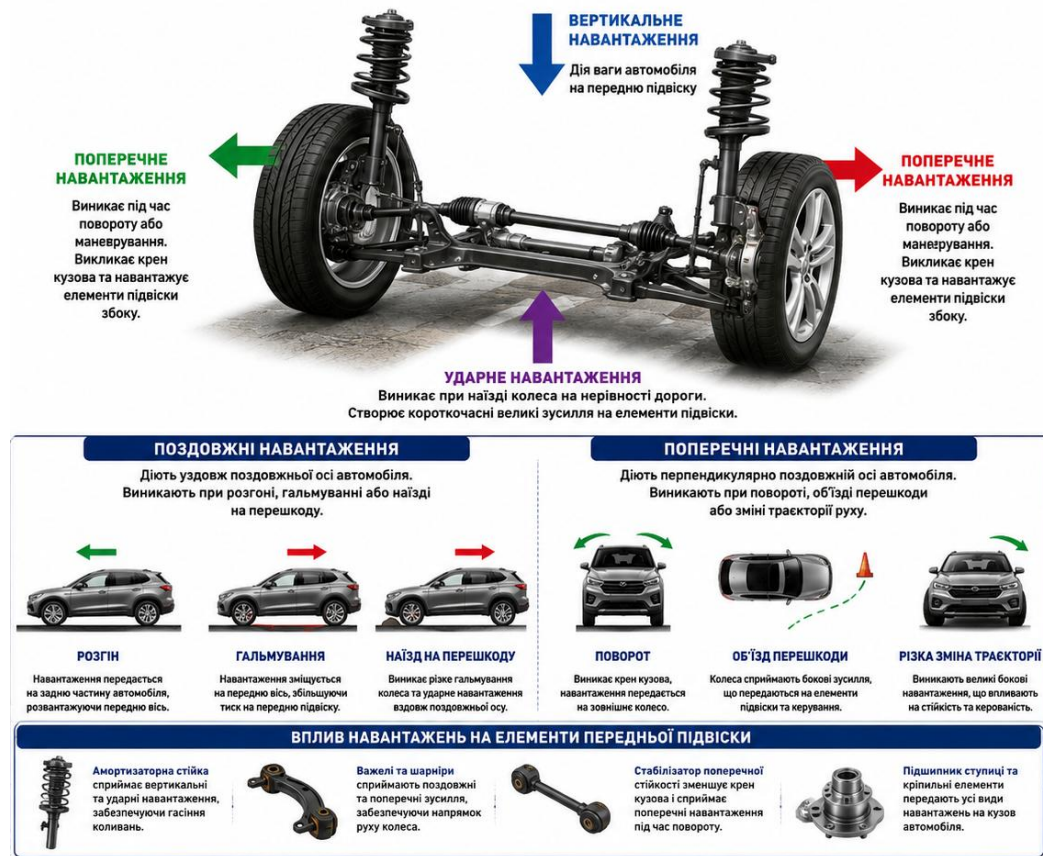 ВЕРТИКАЛЬНЕ
НАВАНТАЖЕННЯ
Дія ваги автомобіля
на передню підвіску
ПОПЕРЕЧНЕ
НАВАНТАЖЕННЯ
Виникає під час
повороту або
маневрування.
Викликає крен
кузова та навантажує
елементи підвіски
збоку.
ПОПЕРЕЧНЕ
НАВАНТАЖЕННЯ
Виникає під час
повороту або
маневрування.
Викликає крен
кузова та навантажує
елементи підвіски
збоку.
УДАРНЕ НАВАНТАЖЕННЯ
Виникає при наїзді колеса на нерівності дороги.
Створює короткочасні великі зусилля на елементи підвіски.
ПОЗДОВЖНІ НАВАНТАЖЕННЯ
Діють уздовж поздовжньої осі автомобіля.
Виникають при розгоні, гальмуванні або наїзді
на перешкоду.
РОЗГІН
Навантаження передається
на задню частину автомобіля,
розвантажуючи передню вісь.
ГАЛЬМУВАННЯ
Навантаження зміщується
на передню вісь, збільшуючи
тиск на передню підвіску.
НАЇЗД НА ПЕРЕШКОДУ
Виникає різке гальмування
колеса та ударне навантаження
вздовж поздовжньої осу.
ПОПЕРЕЧНІ НАВАНТАЖЕННЯ
Діють перпендикулярно поздовжній осі автомобіля.
Виникають при повороті, об'їзді перешкоди
або зміні траєкторії руху.
ПОВОРОТ
Виникає крен кузова,
навантаження передається
на зовнішнє колесо.
ОБ'ЇЗД ПЕРЕШКОДИ
Колеса сприймають бокові зусилля,
що передаються на елементи
підвіски та керування.
РІЗКА ЗМІНА ТРАЄКТОРІЇ
Виникають великі бокові
навантаження, що впливають
на стійкість та керованість.
ВПЛИВ НАВАНТАЖЕНЬ НА ЕЛЕМЕНТИ ПЕРЕДНЬОЇ ПІДВІСКИ
Амортизаторна стійка
сприймає вертикальні
та ударні навантаження,
забезпечуючи гасіння
коливань.
Важелі та шарніри
сприймають поздовжні
та поперечні зусилля,
забезпечуючи напрямок
руху колеса.
Стабілізатор поперечної
стійкості зменшує крен
кузова і сприймає
поперечні навантаження
під час повороту.
Підшипник ступиці та
кріпильні елементи
передають усі види
навантажень на кузов
автомобіля.